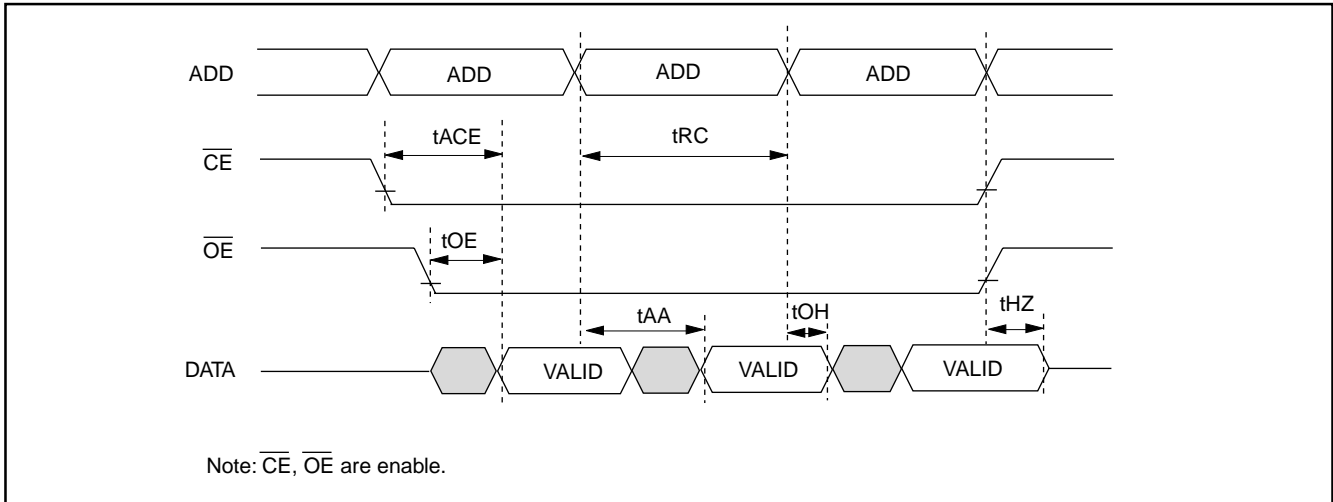 ADD ADD ADD ADD
tACE tRC
CE
OE tOE
tAA tOH tHZ
DATA VALID VALID VALID
Note: CE, OE are enable.